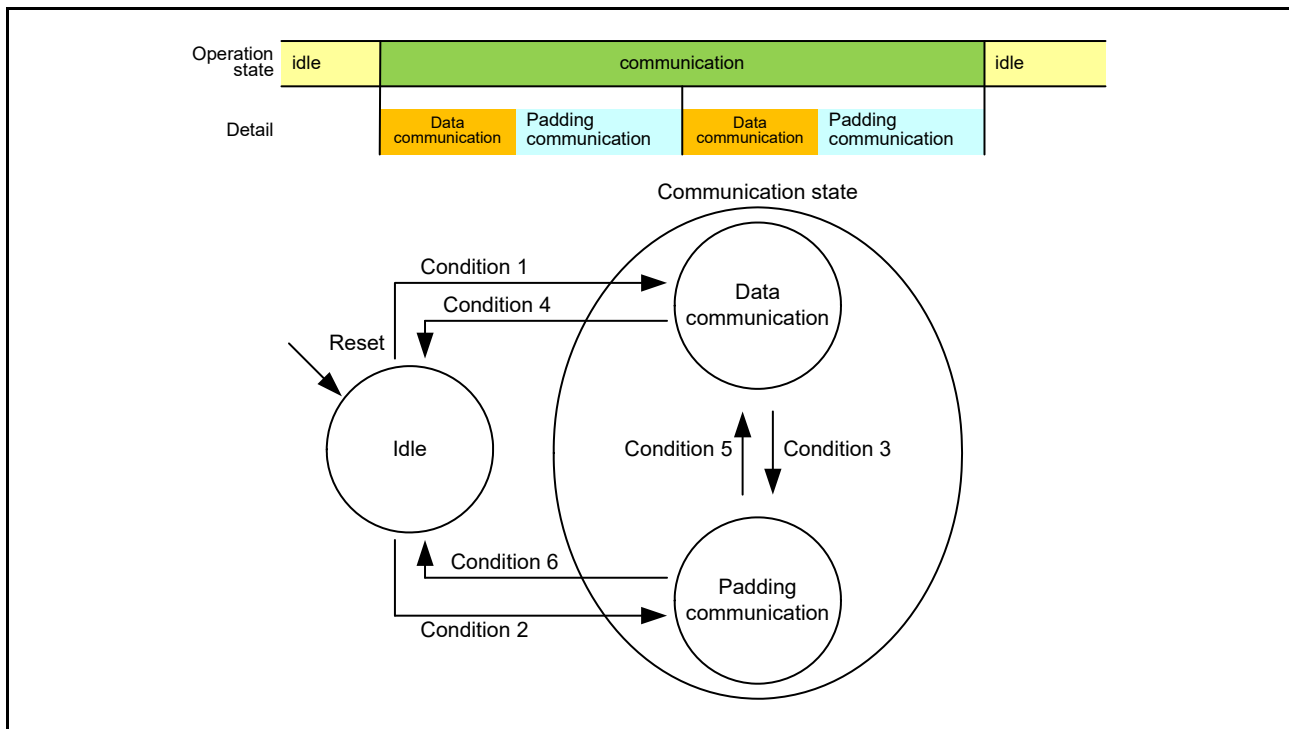 Operation
state
idle
communication
idle
Detail
Data
communication
Padding
communication
Data
communication
Padding
communication
Communication state
Condition 1
Data
communication
Condition 4
Reset
Idle
Condition 5
Condition 3
Condition 6
Padding
communication
Condition 2